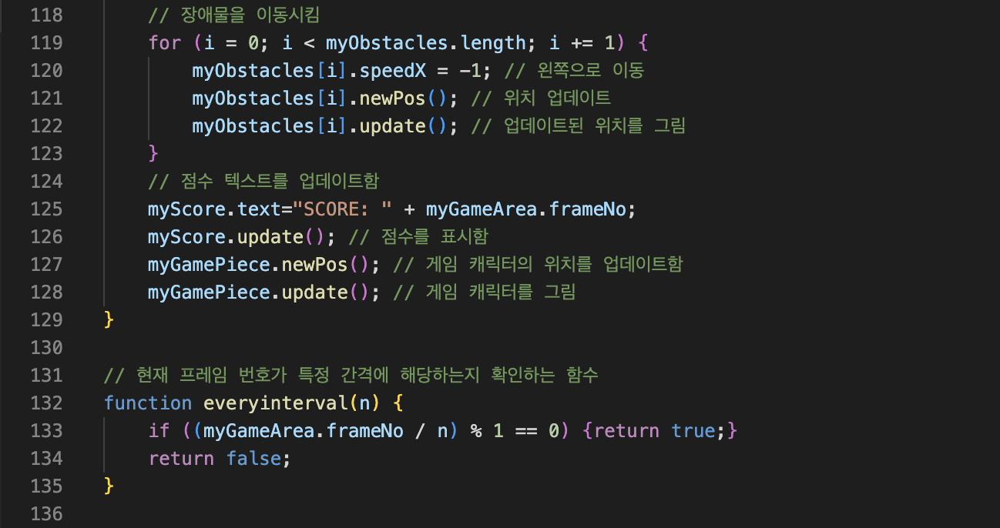 118 // 장애물을 이동시킴
119 for (i = 0; i < myObstacles.length; i += 1) {
120 myObstacles[i].speedX = -1; // 왼쪽으로 이동
121 myObstacles[i].newPos(); // 위치 업데이트
122 myObstacles[i].update(); // 업데이트된 위치를 그림
123 }
124 // 점수 텍스트를 업데이트함
125 myScore.text="SCORE: " + myGameArea.frameNo;
126 myScore.update(); // 점수를 표시함
127 myGamePiece.newPos(); // 게임 캐릭터의 위치를 업데이트함
128 myGamePiece.update(); // 게임 캐릭터를 그림
129 }
130
131 // 현재 프레임 번호가 특정 간격에 해당하는지 확인하는 함수
132 function everyinterval(n) {
133 if ((myGameArea.frameNo / n) % 1 == 0) {return true;}
134 return false;
135 }
136